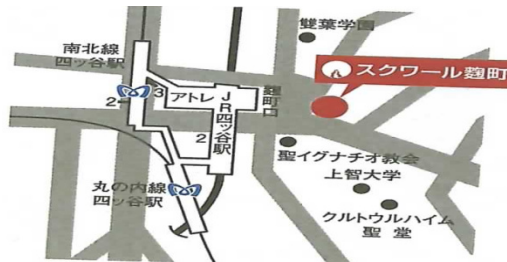 雙葉学園
南北線
四ッ谷駅
スクワール麴町
3
アトレ
麴町口
2
JR四ッ谷駅
2
聖イグナチオ教会
上智大学
丸の内線
四ッ谷駅
クルトゥルハイム
聖堂